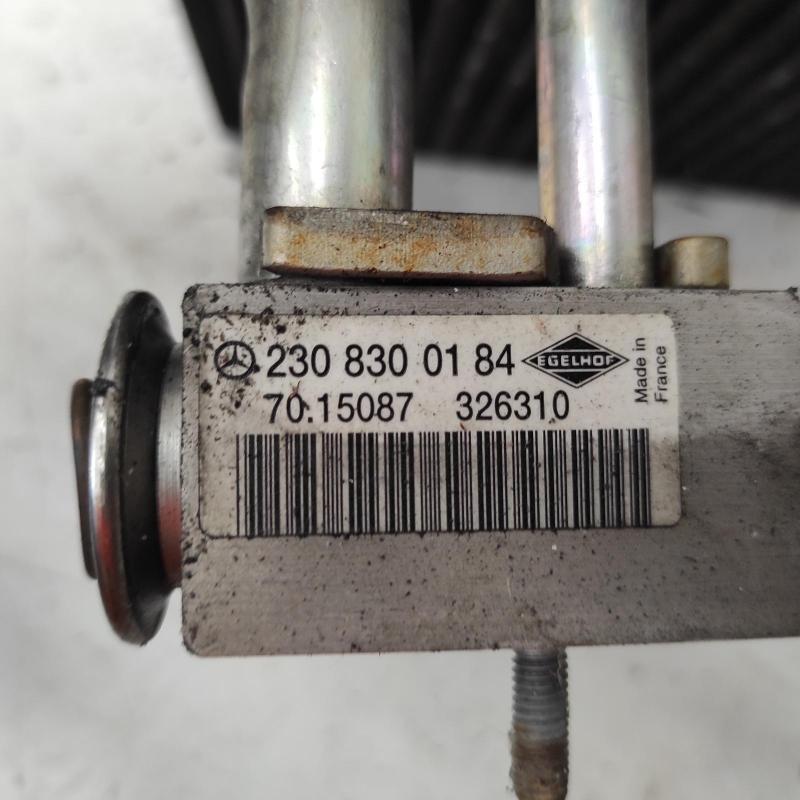 230 830 01 84 EGELHOF
70.15087 326310
Made in
France